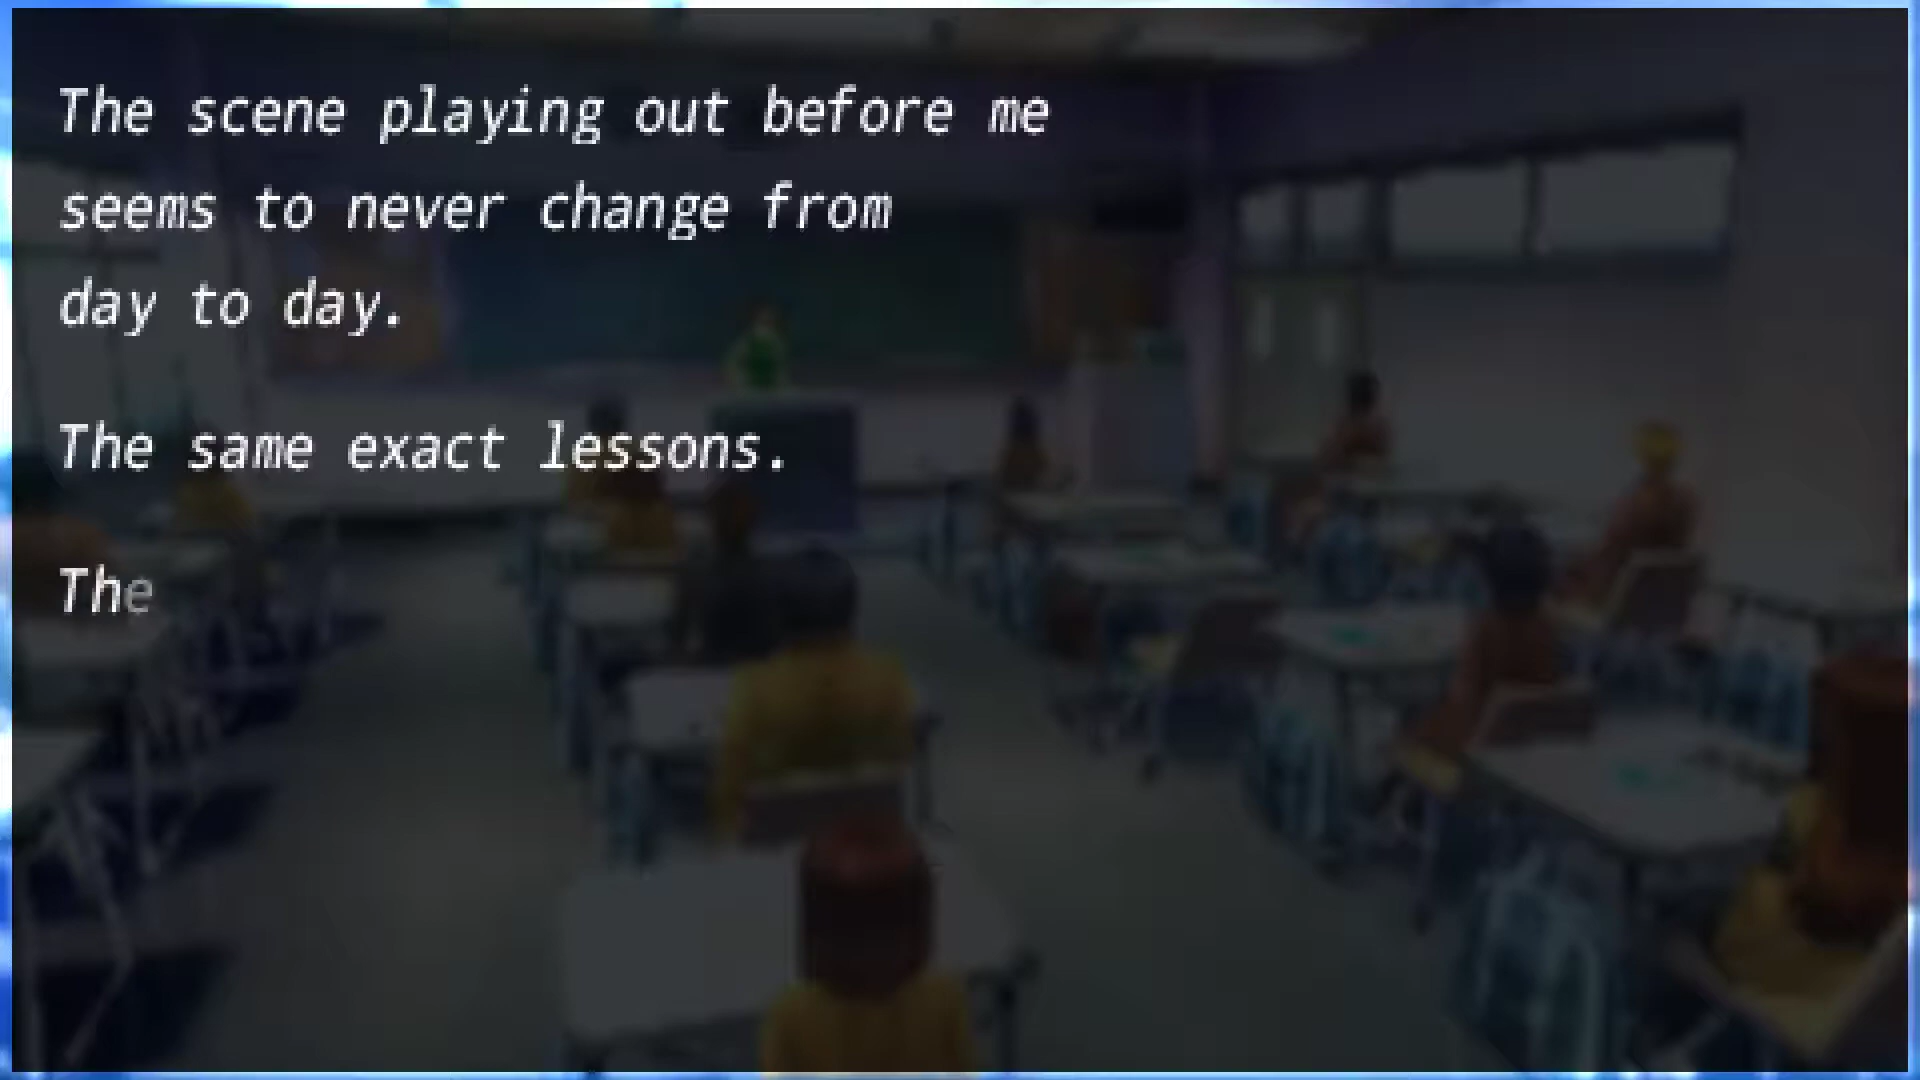 The scene playing out before me
seems to never change from
day to day.
The same exact lessons.
The